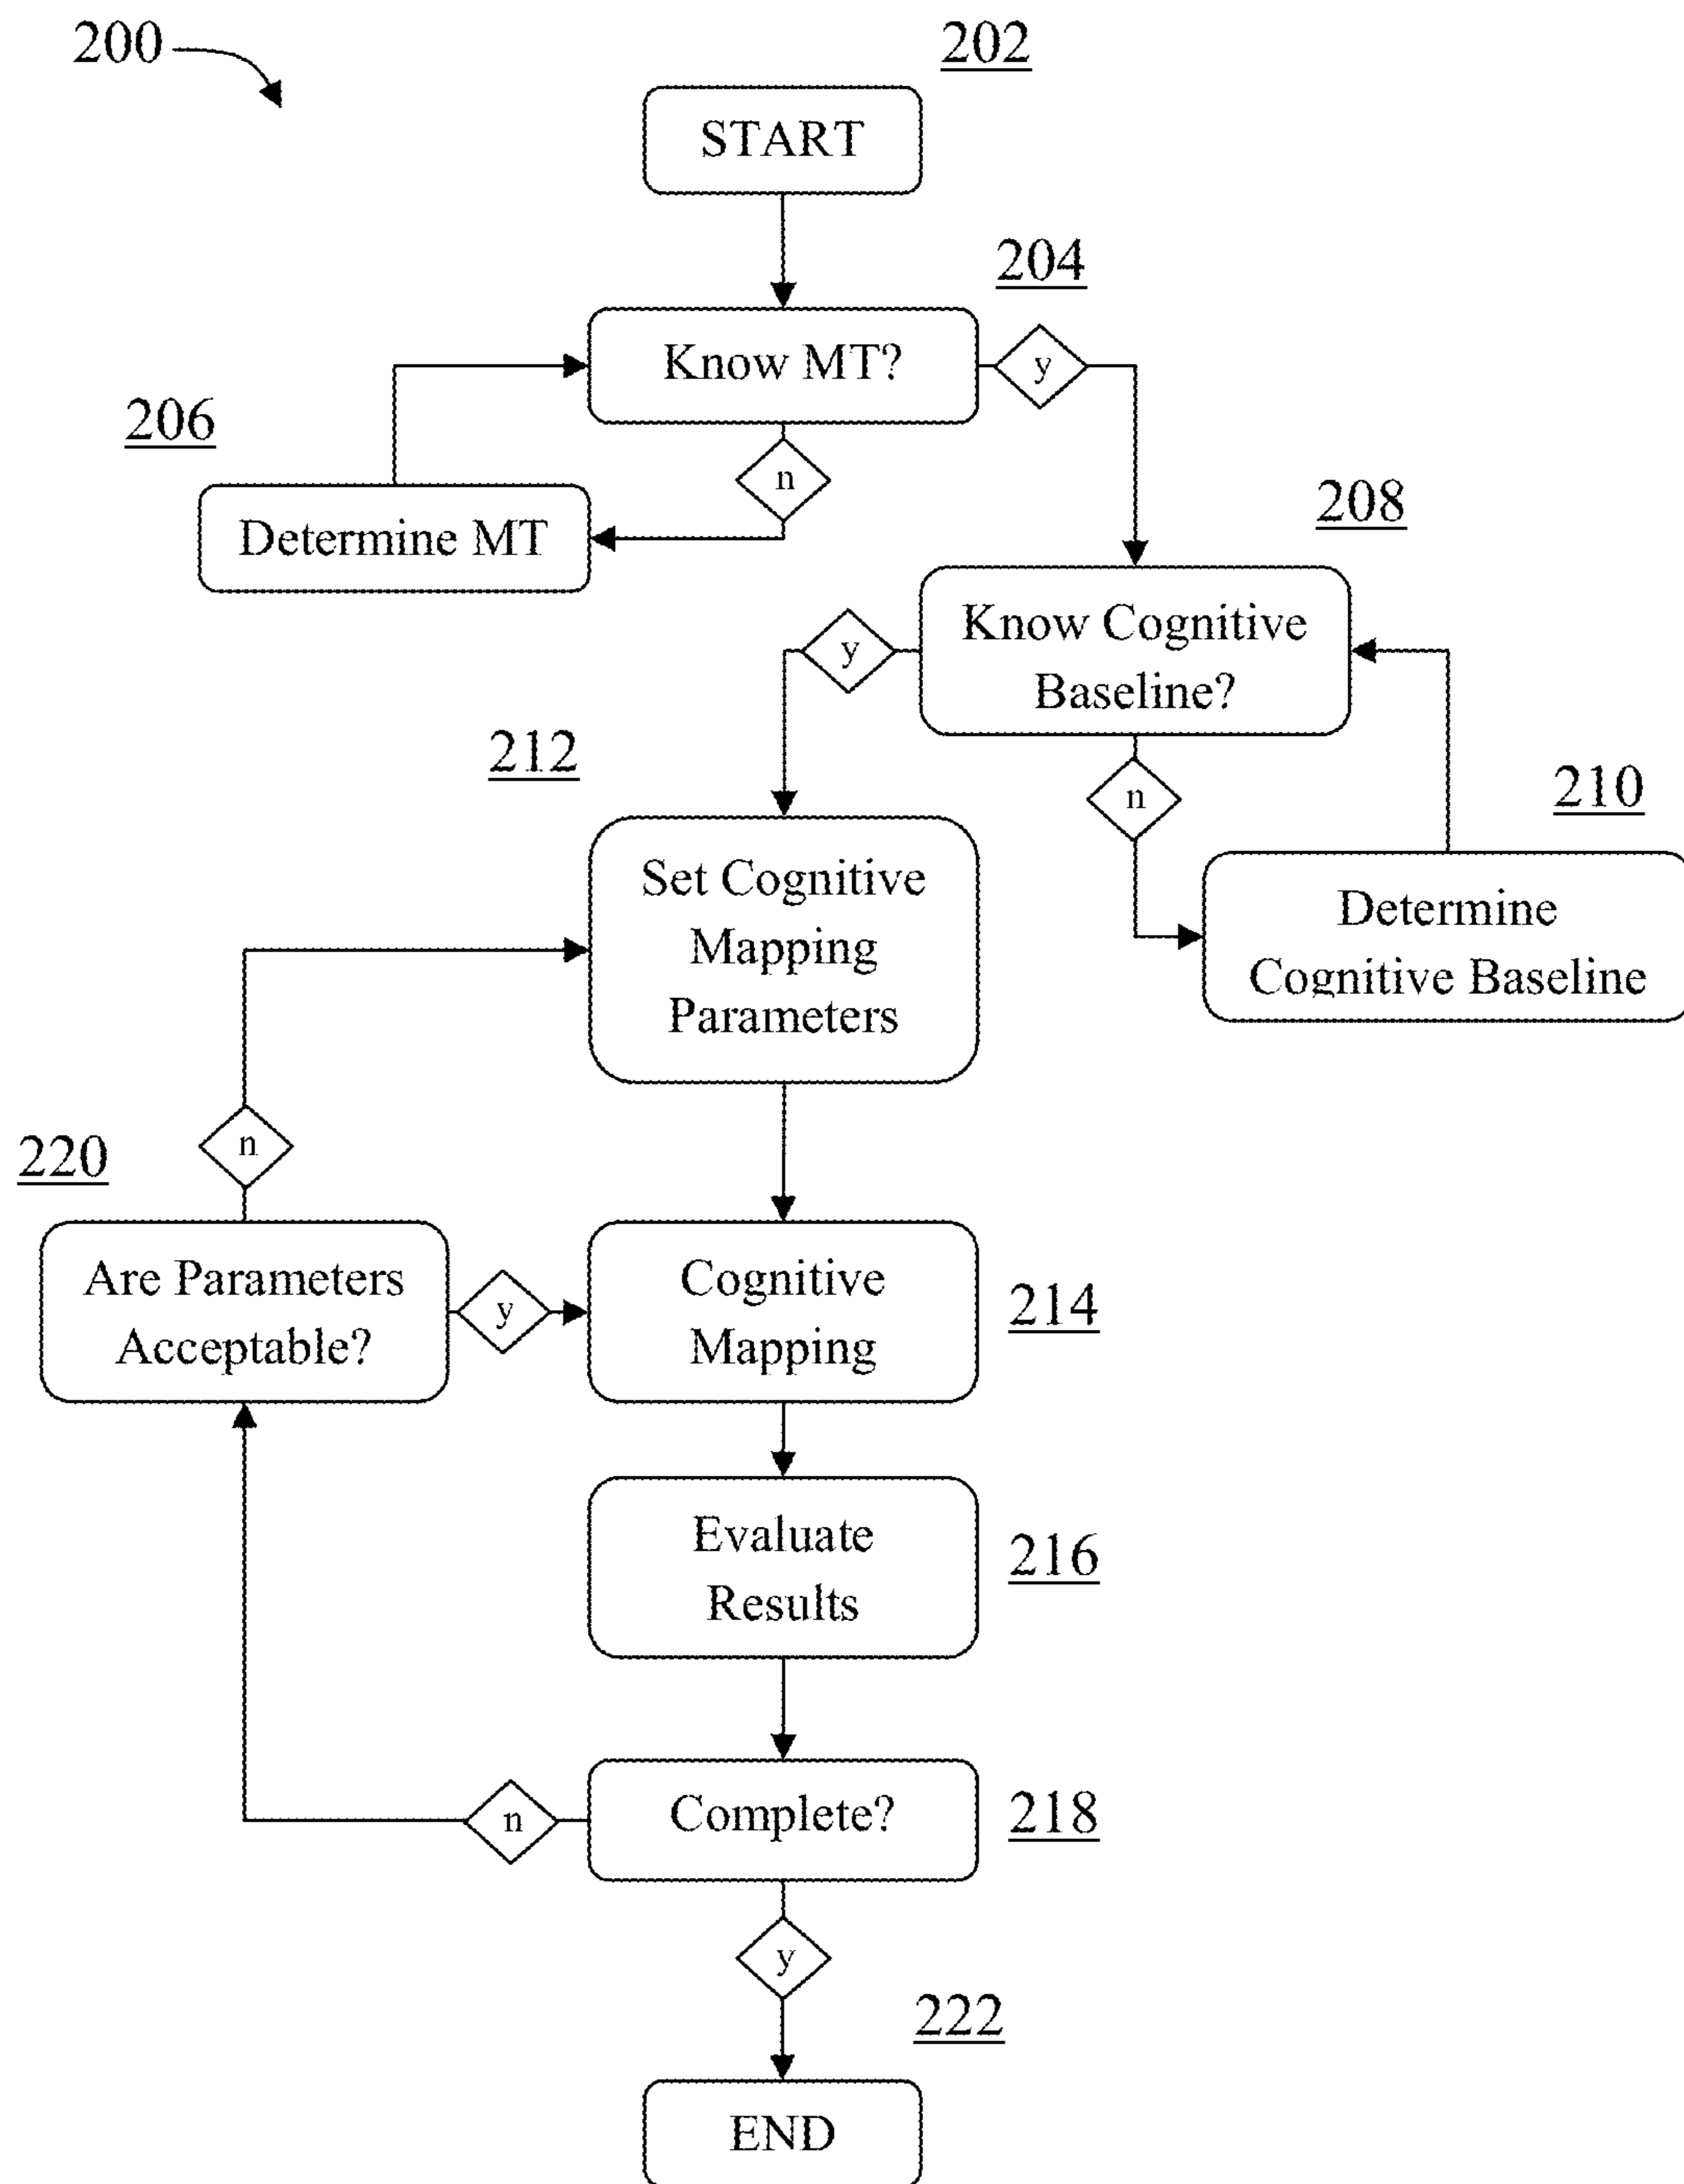 200
202
START
204
Know MT?
y
206
n
Determine MT
208
Know Cognitive
Baseline?
y
212
n
210
Set Cognitive
Mapping
Parameters
Determine
Cognitive Baseline
n
220
Are Parameters
Acceptable?
y
Cognitive
Mapping
214
Evaluate
Results
216
Complete?
218
n
y
222
END